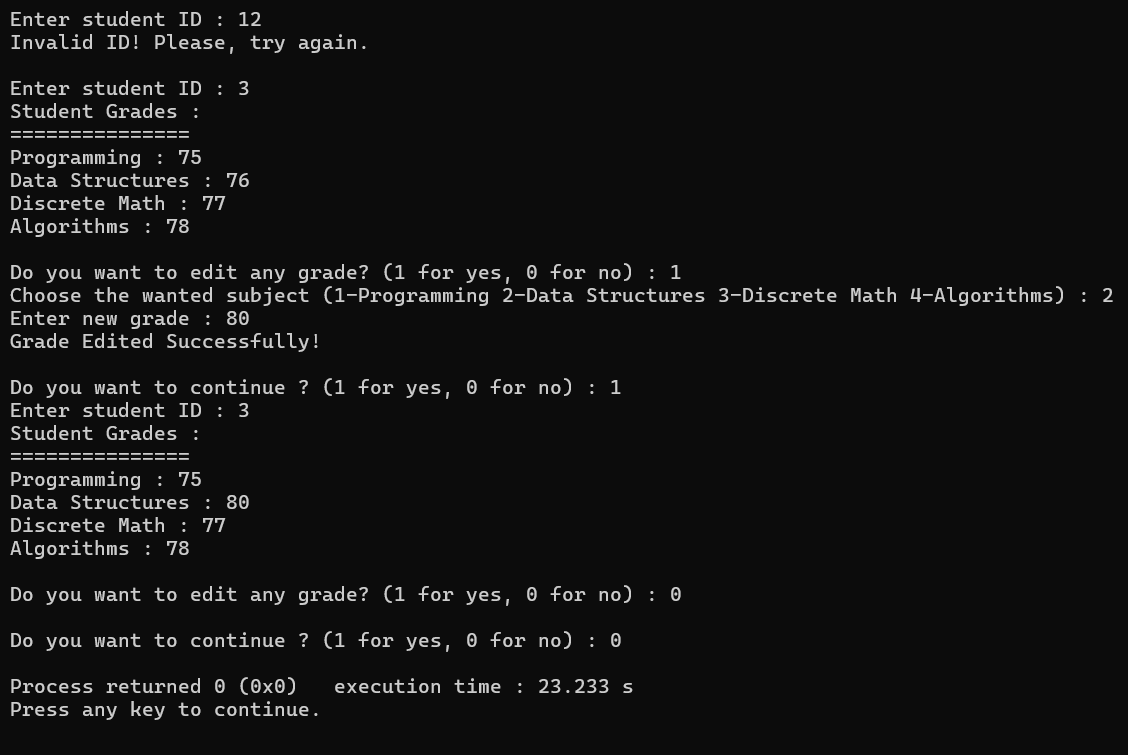 Enter student ID : 12
Invalid ID! Please, try again.
Enter student ID : 3
Student Grades :
===============
Programming : 75
Data Structures : 76
Discrete Math : 77
Algorithms : 78
Do you want to edit any grade? (1 for yes, 0 for no) : 1
Choose the wanted subject (1-Programming 2-Data Structures 3-Discrete Math 4-Algorithms) : 2
Enter new grade : 80
Grade Edited Successfully!
Do you want to continue ? (1 for yes, 0 for no) : 1
Enter student ID : 3
Student Grades :
===============
Programming : 75
Data Structures : 80
Discrete Math : 77
Algorithms : 78
Do you want to edit any grade? (1 for yes, 0 for no) : 0
Do you want to continue ? (1 for yes, 0 for no) : 0
Process returned 0 (0x0)   execution time : 23.233 s
Press any key to continue.